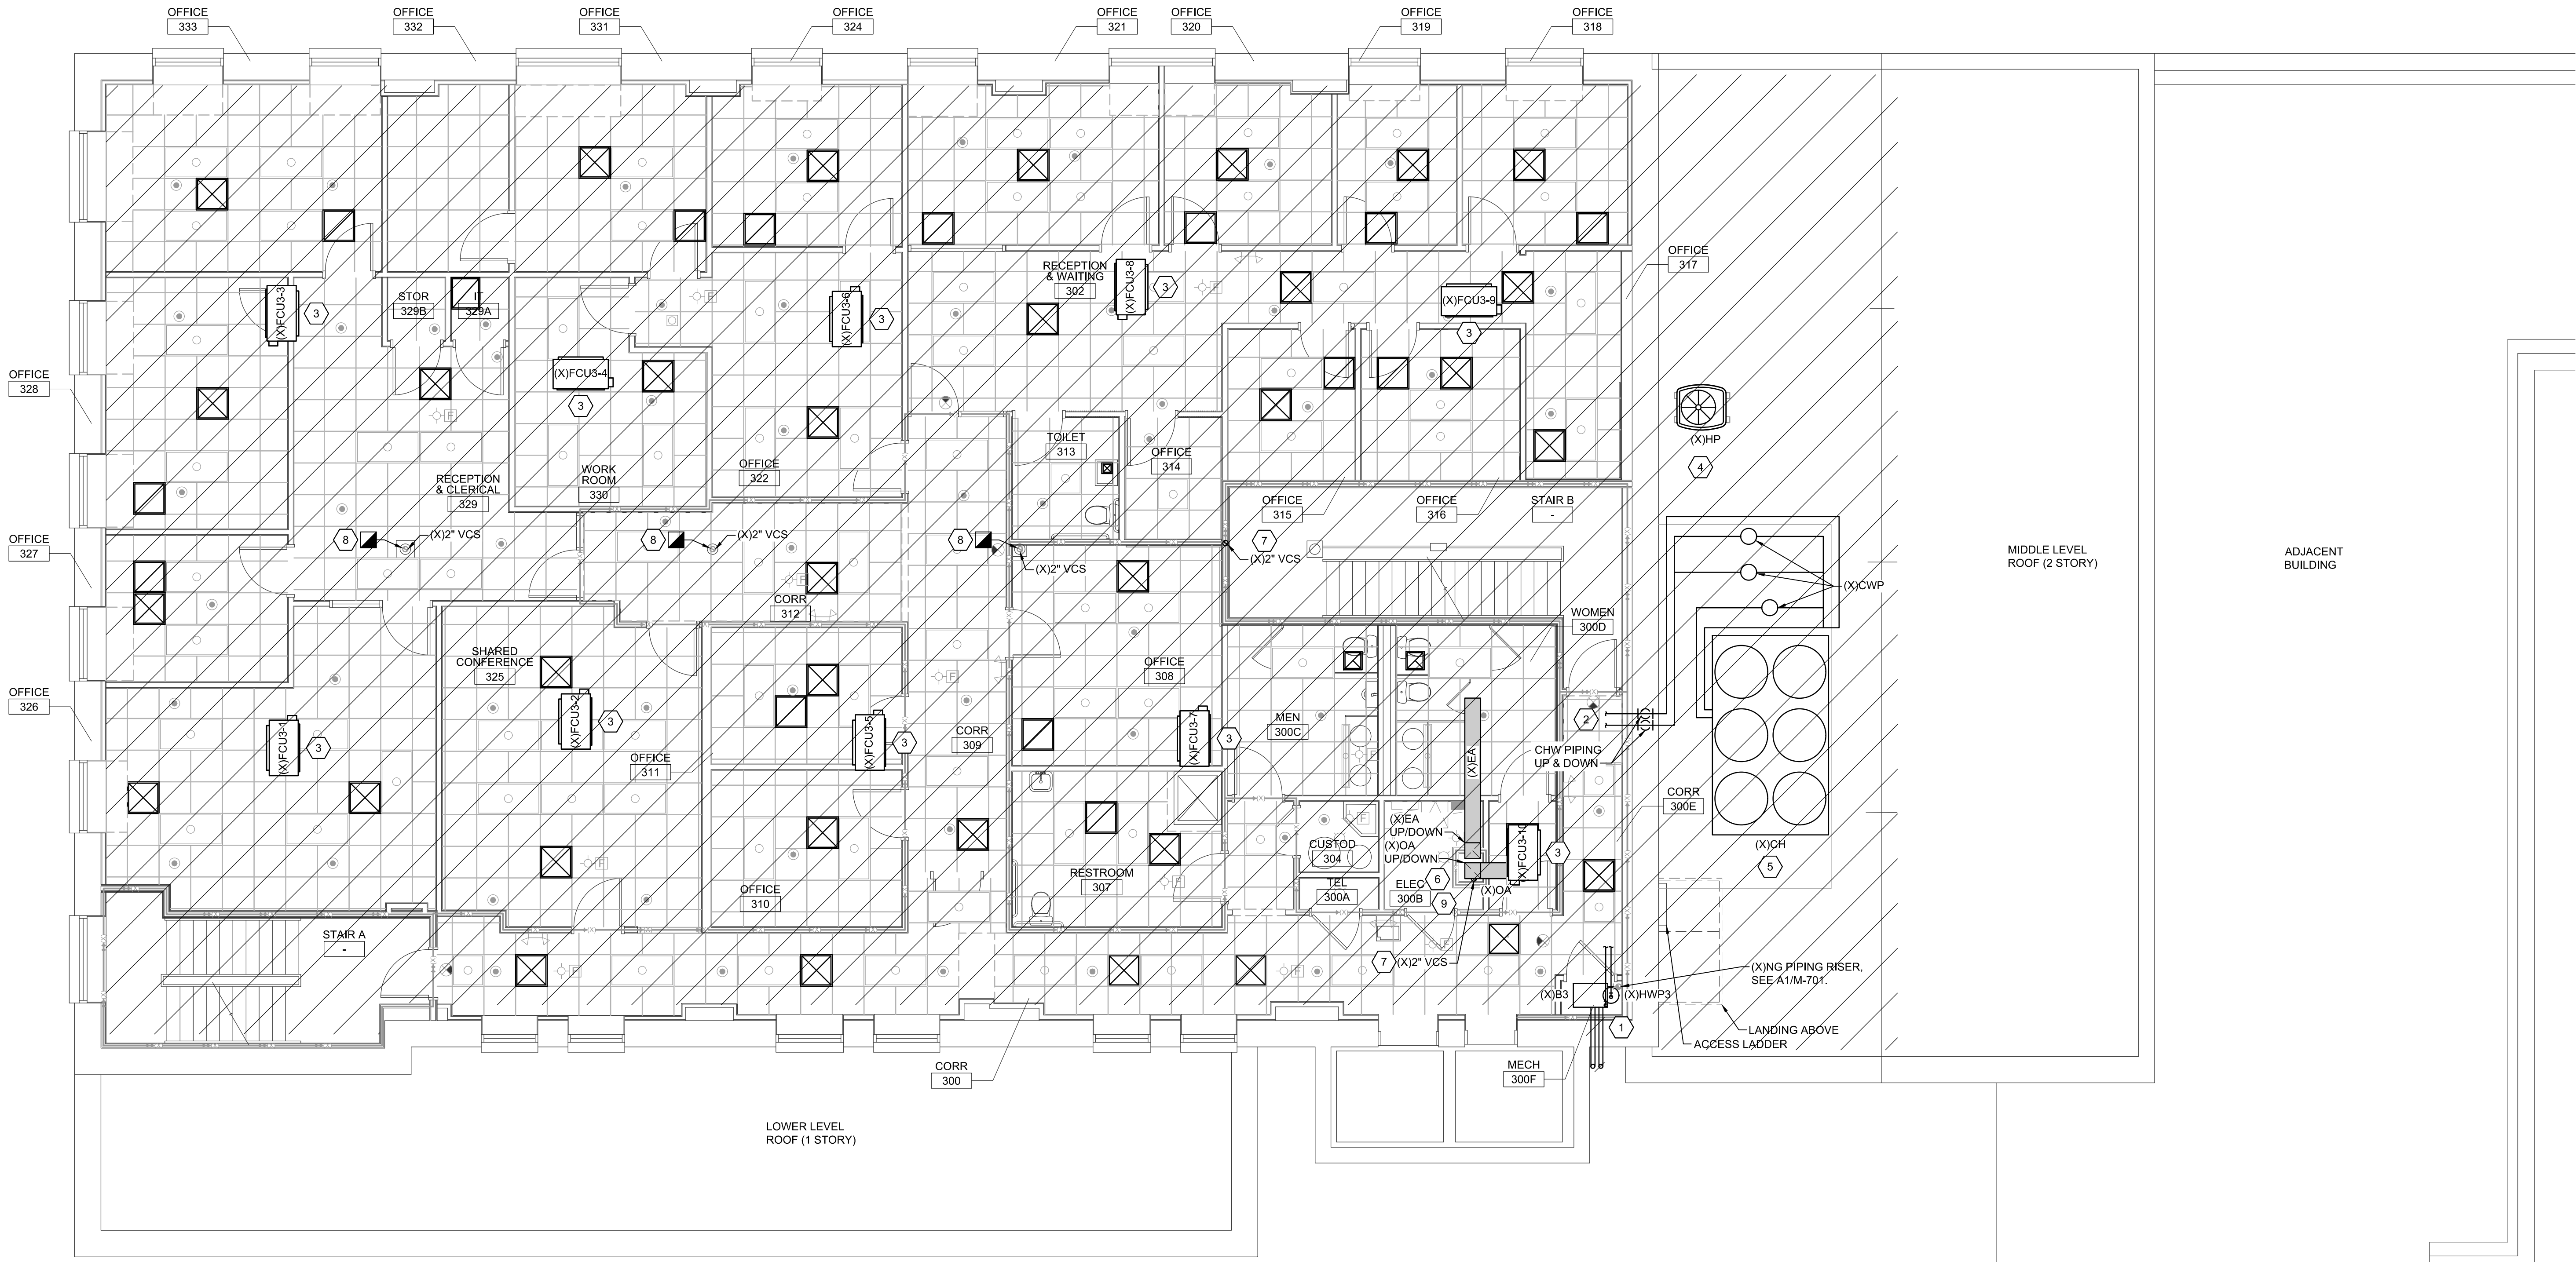 OFFICE
333
OFFICE
332
OFFICE
331
OFFICE
324
OFFICE
321
OFFICE
320
OFFICE
319
OFFICE
318
OFFICE
317
RECEPTION
& WAITING
302
(X)FCU3-8
3
(X)FCU3-9
3
(X)FCU3-3
3
STOR
329B
IT
329A
(X)FCU3-6
3
(X)FCU3-4
3
F
F
F
OFFICE
328
(X)HP
4
TOILET
313
OFFICE
314
OFFICE
322
WORK
ROOM
330
RECEPTION
& CLERICAL
329
OFFICE
315
OFFICE
316
STAIR B
-
8
(X)2" VCS
8
(X)2" VCS
8
(X)2" VCS
7
(X)2" VCS
OFFICE
327
MIDDLE LEVEL
ROOF (2 STORY)
ADJACENT
BUILDING
(X)CWP
F
CORR
312
WOMEN
300D
SHARED
CONFERENCE
325
OFFICE
308
F
OFFICE
326
(X)FCU3-1
3
(X)FCU3-2
3
(X)FCU3-5
3
(X)FCU3-7
3
MEN
300C
F
CORR
309
OFFICE
311
2
CHW PIPING
UP & DOWN
(X)EA
CORR
300E
(X)EA
UP/DOWN
(X)OA
UP/DOWN
F
CUSTOD
304
(X)FCU3-10
3
(X)CH
5
F
RESTROOM
307
F
6
(X)OA
TEL
300A
ELEC
300B
9
OFFICE
310
STAIR A
-
F
F
F
7
(X)2" VCS
(X)NG PIPING RISER,
SEE A1/M-701.
(X)B3
(X)HWP3
1
LANDING ABOVE
ACCESS LADDER
CORR
300
MECH
300F
LOWER LEVEL
ROOF (1 STORY)